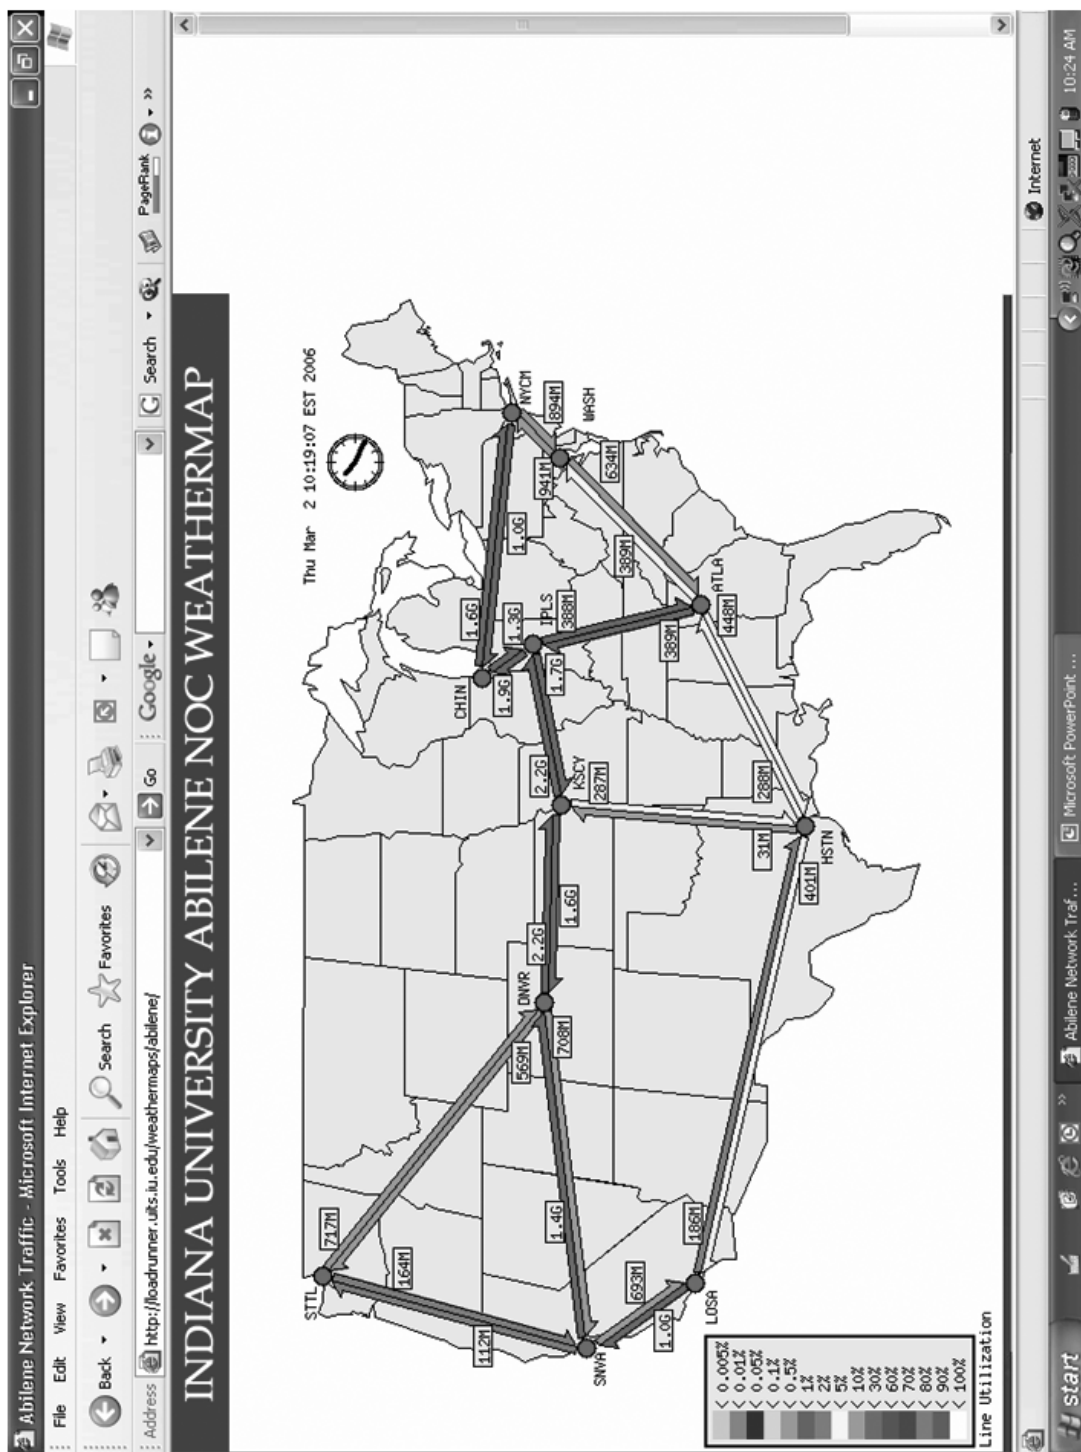 Abilene Network Traffic - Microsoft Internet Explorer
File Edit View Favorites Tools Help
Back Search Favorites
Address http://loadrunner.uits.iu.edu/weathermaps/abilene/ Go Google Search PageRank
INDIANA UNIVERSITY ABILENE NOC WEATHERMAP
Thu Mar 2 10:19:07 EST 2006
STTL
717M
112M
164M
SNVA
1.4G
693M
1.0G
LOSA
186M
569M
DNVR
708M
2.2G
1.6G
2.2G
KSCY
287M
31M
288M
401M
HSTN
CHIN
1.6G
1.9G
1.3G
IPLS
1.7G
388M
389M
1.0G
NYCM
894M
941M
WASH
634M
389M
ATLA
448M
< 0.005%
< 0.01%
< 0.05%
< 0.1%
< 0.5%
< 1%
< 2%
< 5%
< 10%
< 30%
< 60%
< 70%
< 80%
< 90%
< 100%
Line Utilization
Internet
start Abilene Network Traf... Microsoft PowerPoint ... 10:24 AM